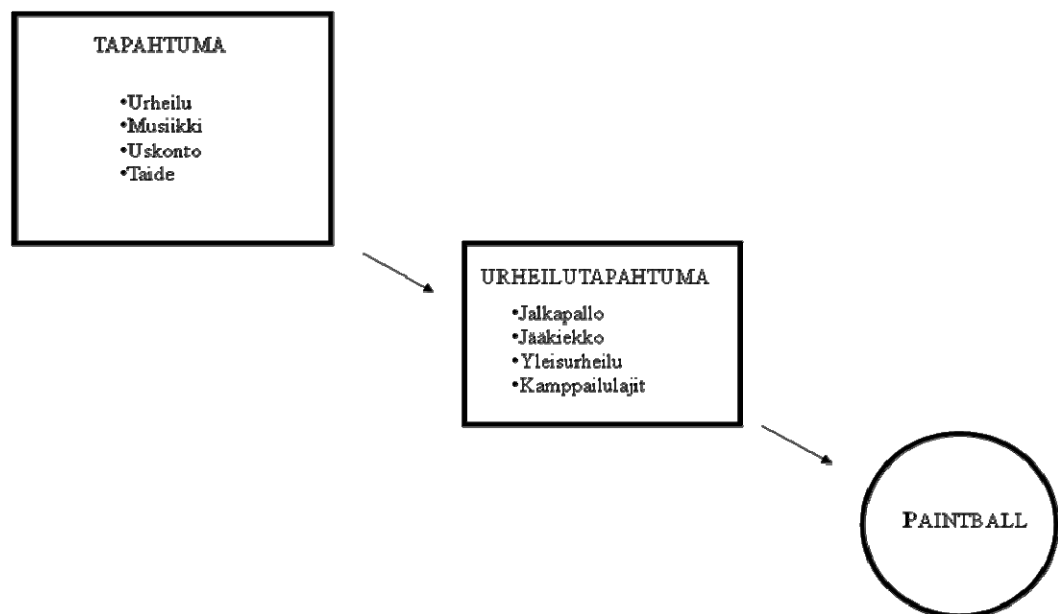 TAPAHTUMA
•Urheilu
•Musiikki
•Uskonto
•Taide
URHEILUTAPAHTUMA
•Jalkapallo
•Jääkiekko
•Yleisurheilu
•Kamppailulajit
PAINTBALL